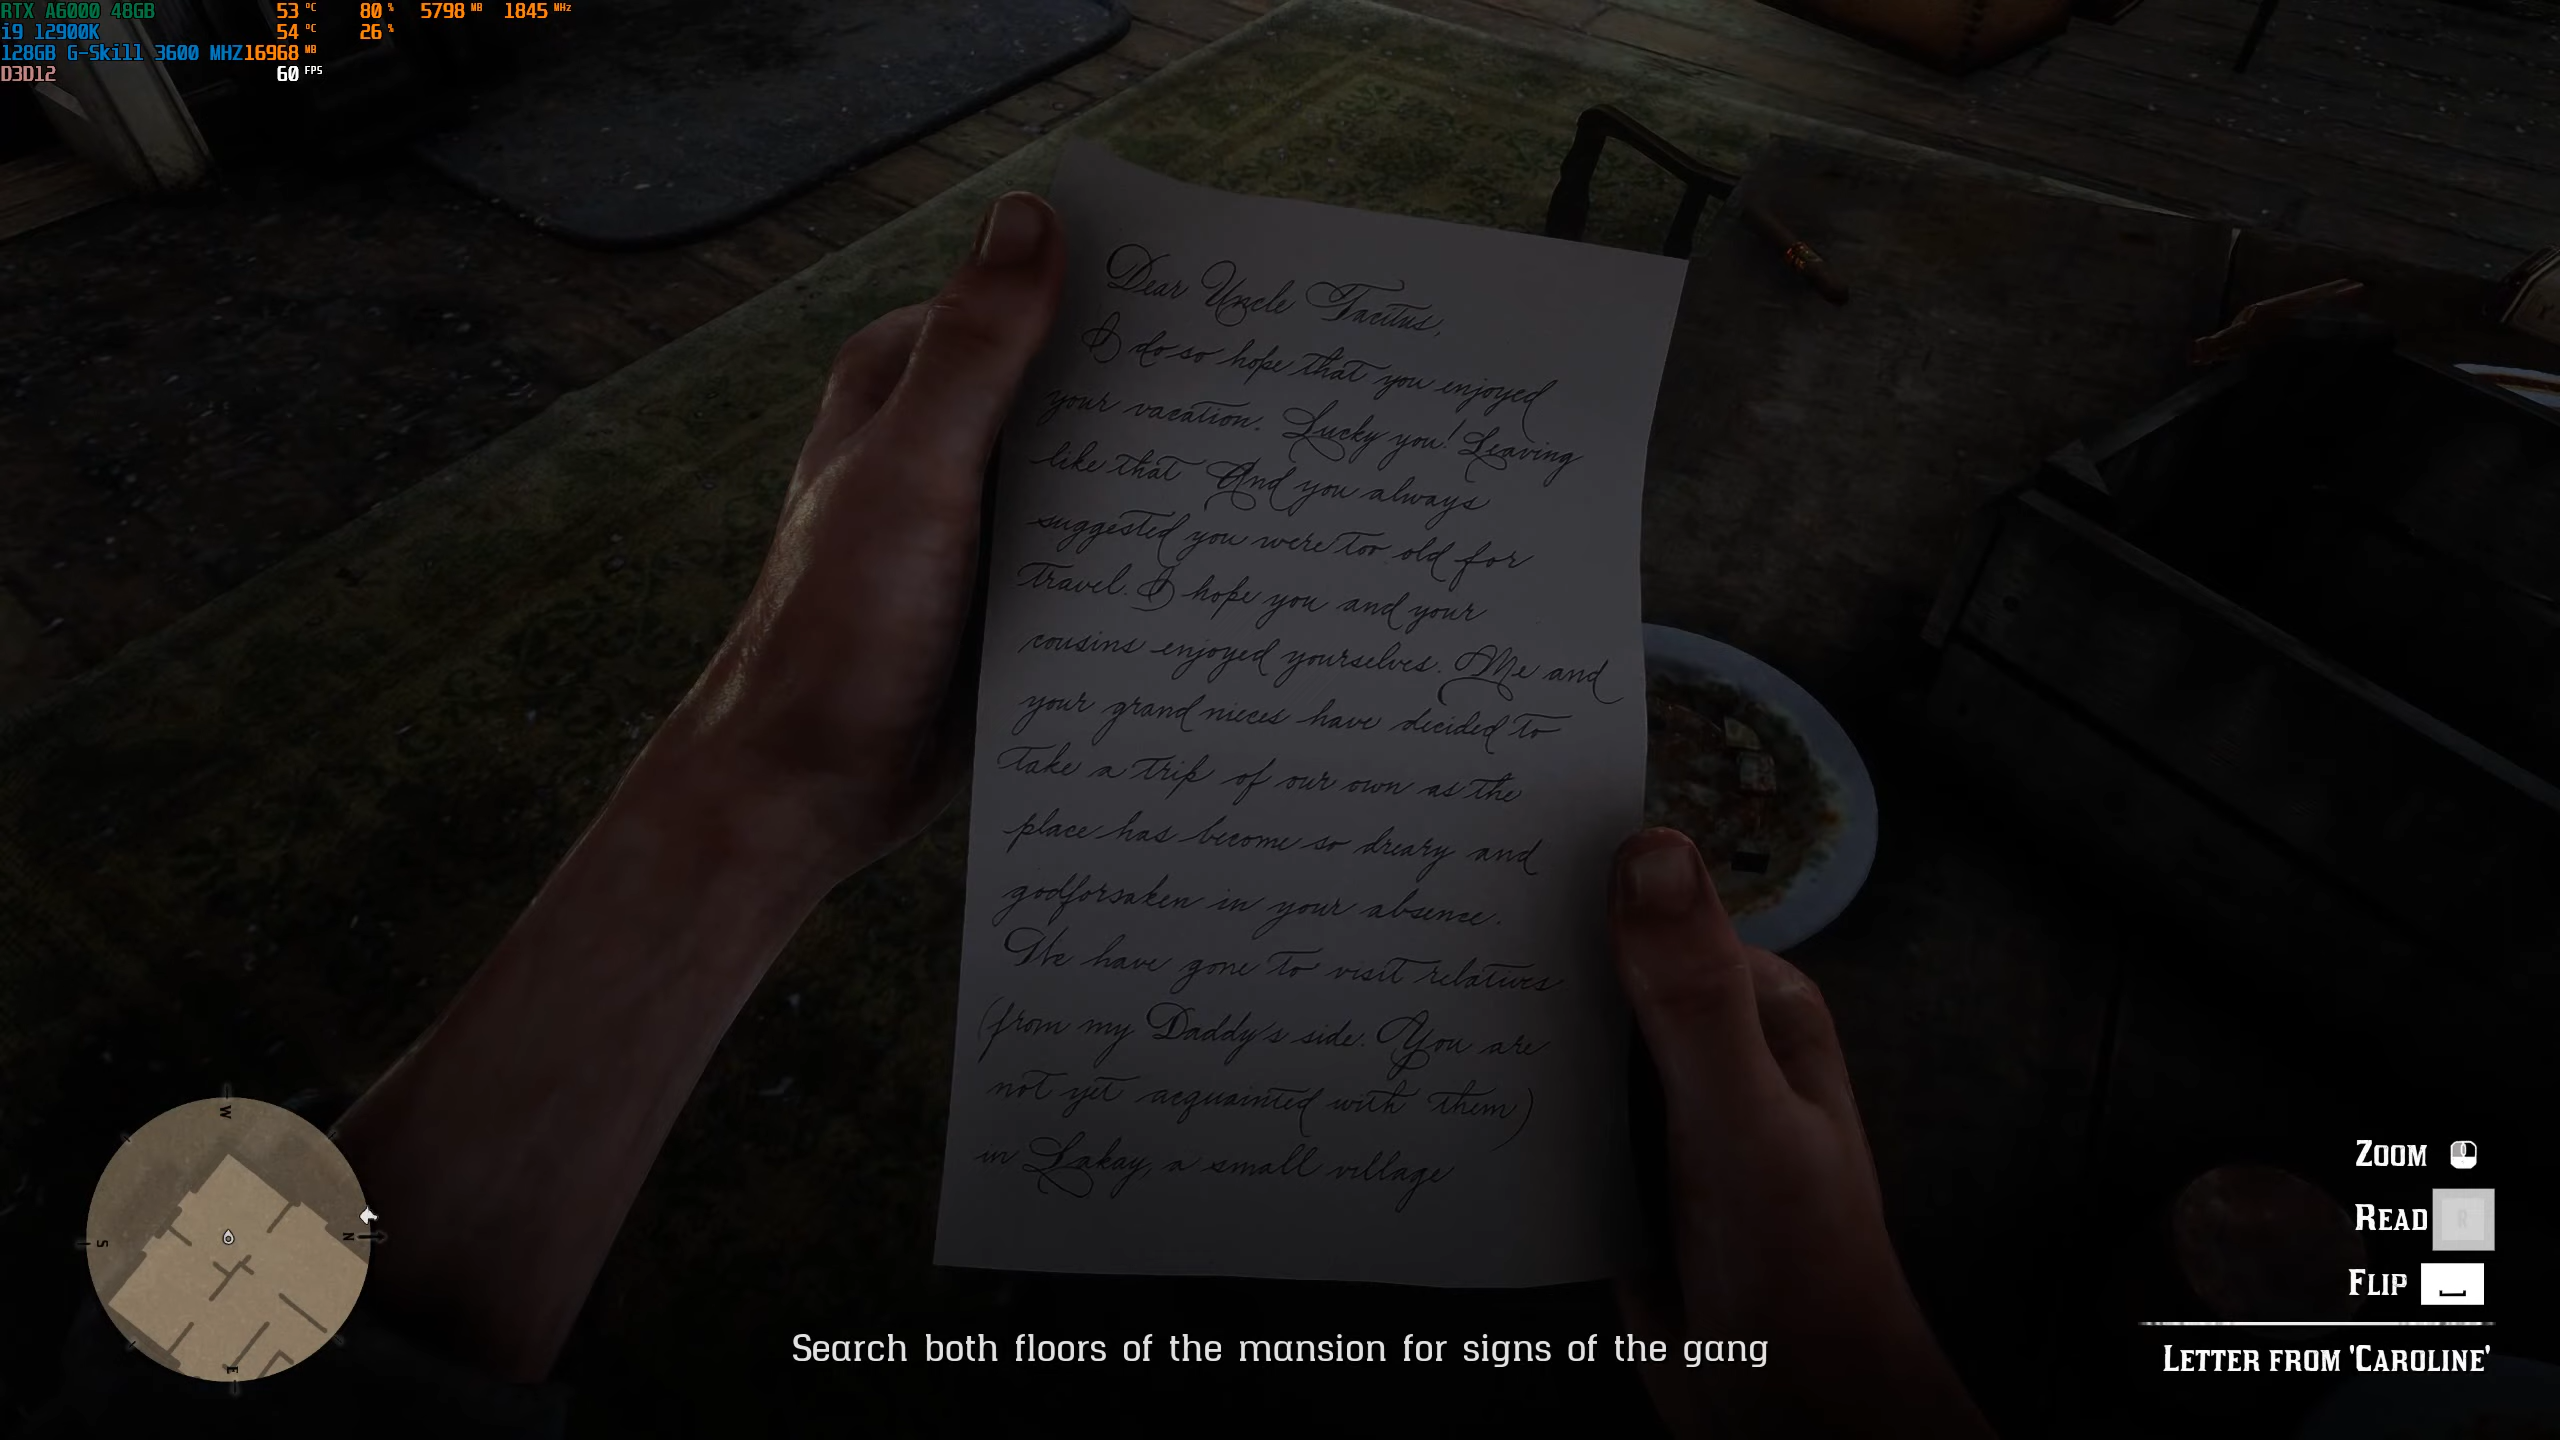 RTX A6000 48GB 53 °C 80 % 5798 MB 1845 MHz
i9 12900K 54 °C 26 %
128GB G-Skill 3600 MHZ 16968 MB
D3D12 60 FPS
Dear Uncle Tacitus,
I do so hope that you enjoyed
your vacation. Lucky you! Leaving
like that And you always
suggested you were too old for
travel. I hope you and your
cousins enjoyed yourselves. Me and
your grand nieces have decided to
take a trip of our own as the
place has become so dreary and
godforsaken in your absence.
We have gone to visit relatives
(from my Daddy's side. You are
not yet acquainted with them)
in Lakay, a small village
W
S
N
E
ZOOM
READ R
FLIP
Search both floors of the mansion for signs of the gang
LETTER FROM 'CAROLINE'